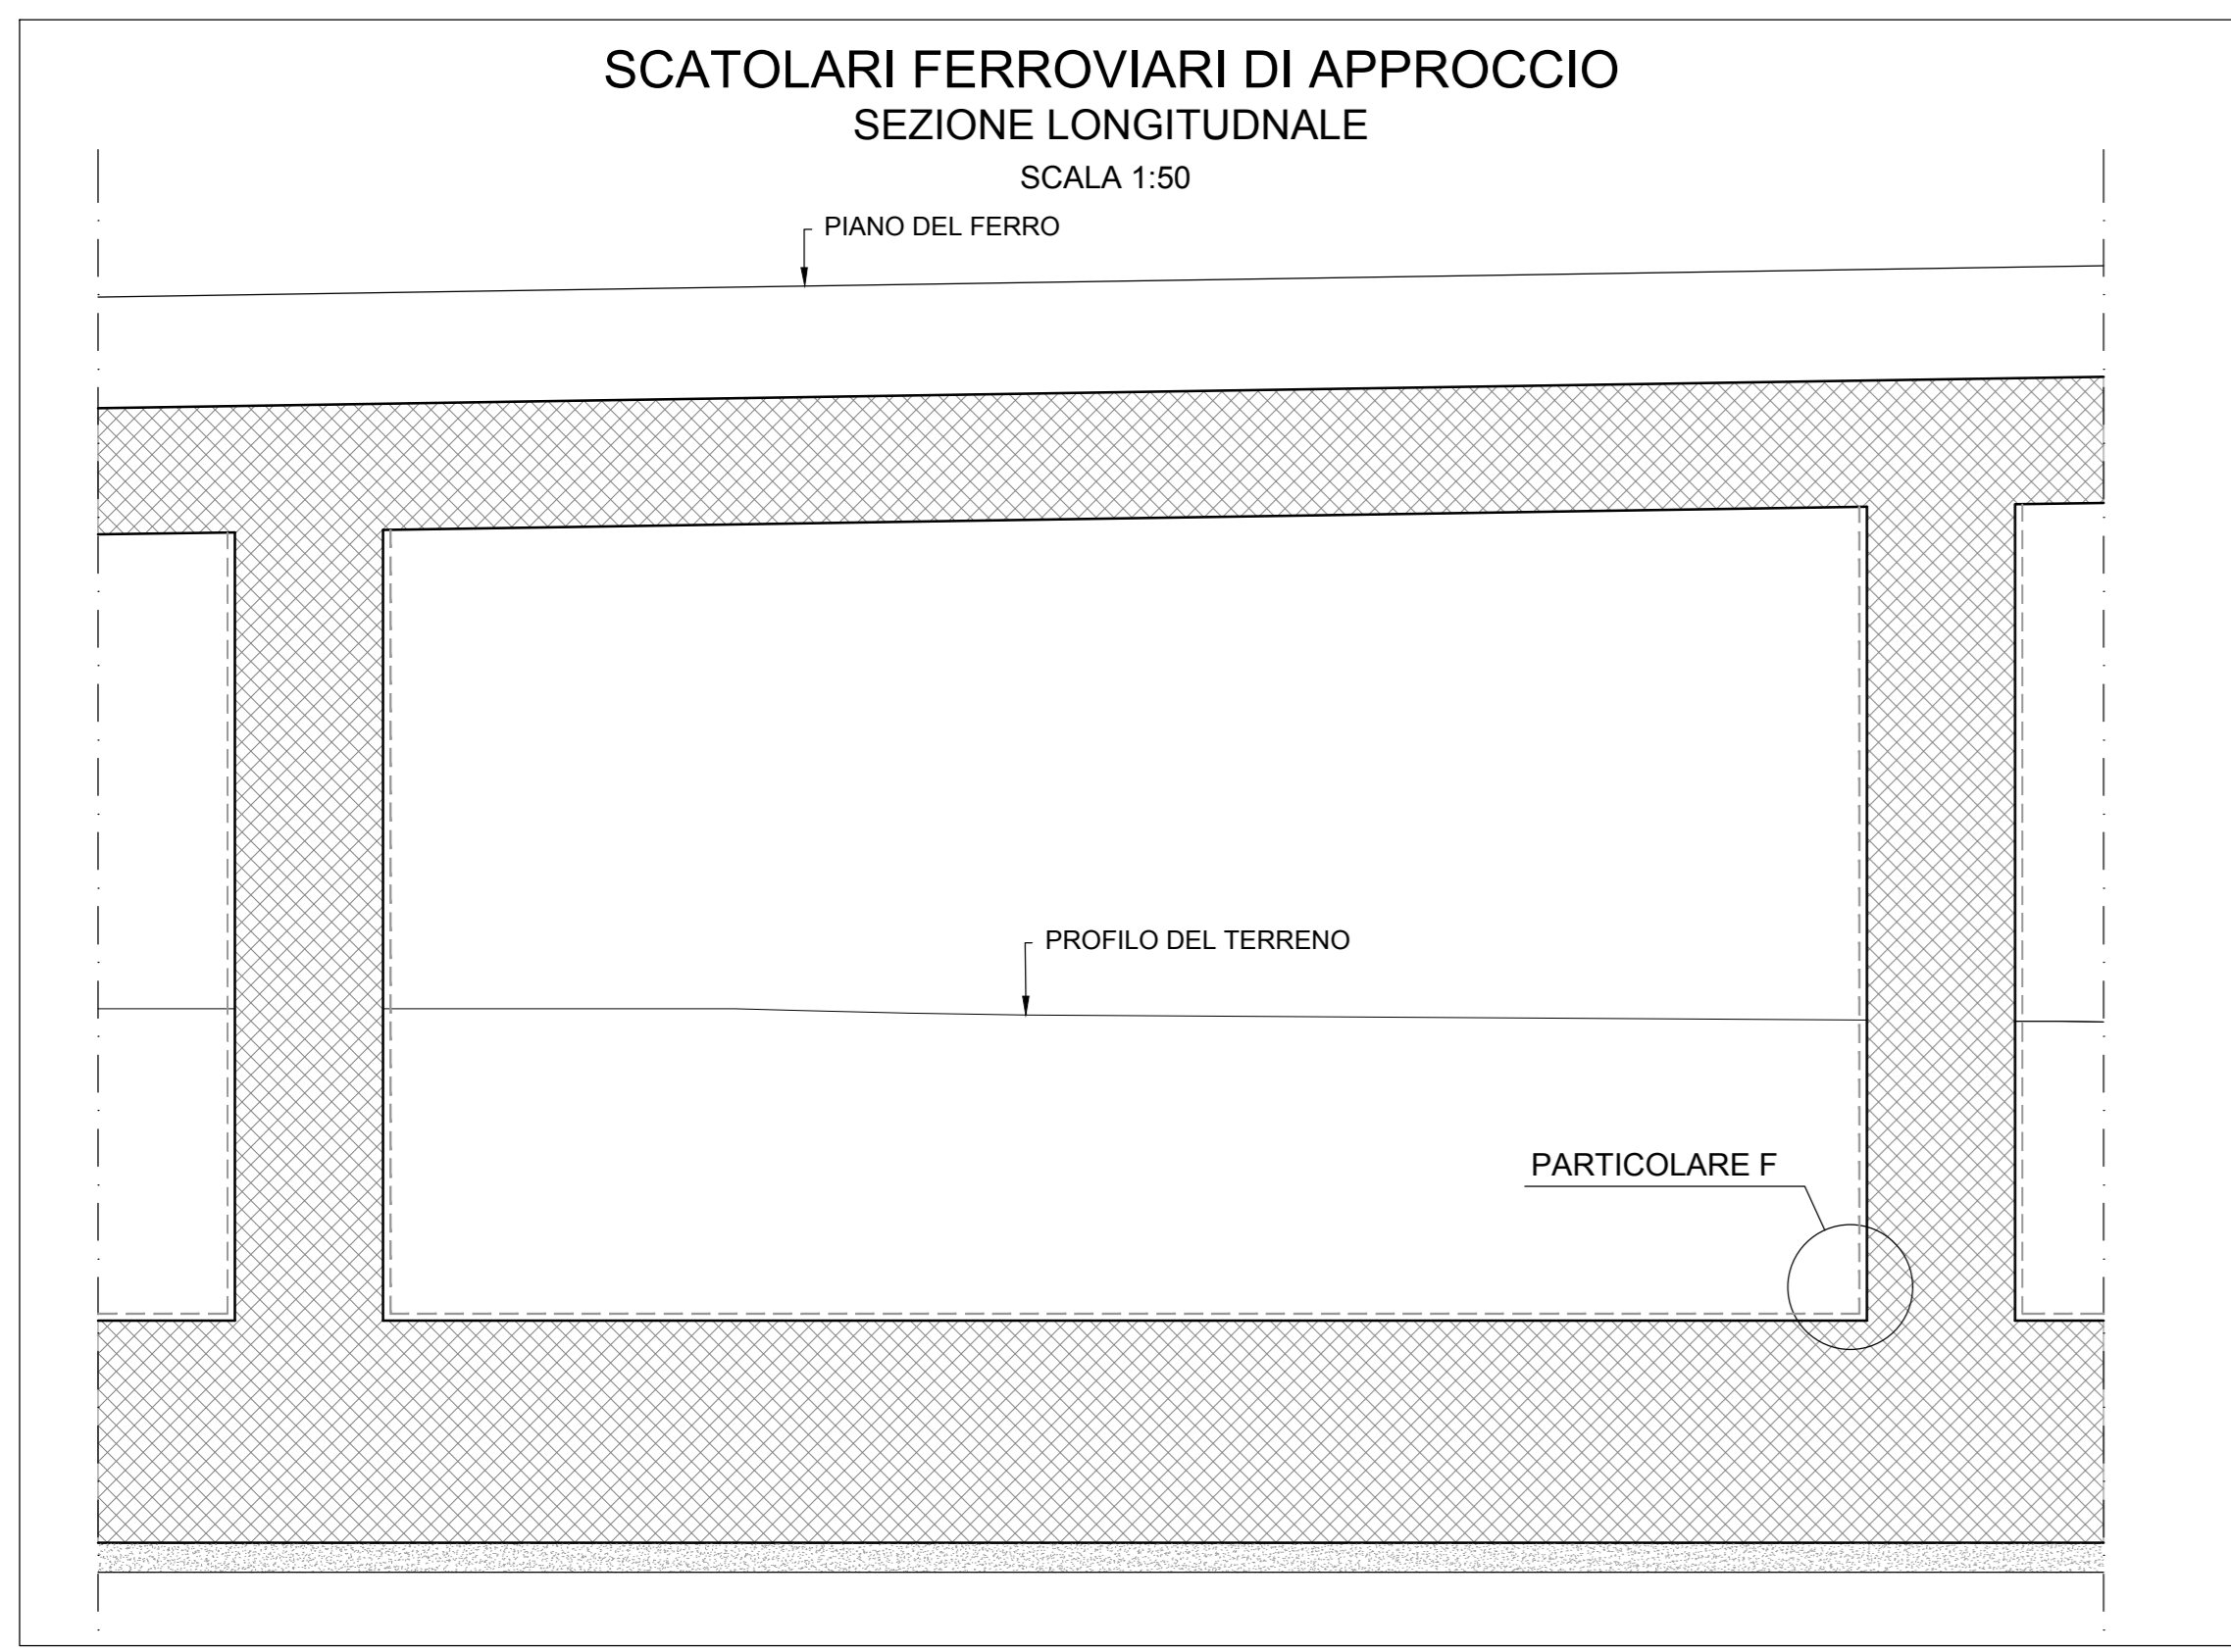 SCATOLARI FERROVIARI DI APPROCCIO
SEZIONE LONGITUDNALE
SCALA 1:50
PIANO DEL FERRO
PROFILO DEL TERRENO
PARTICOLARE F